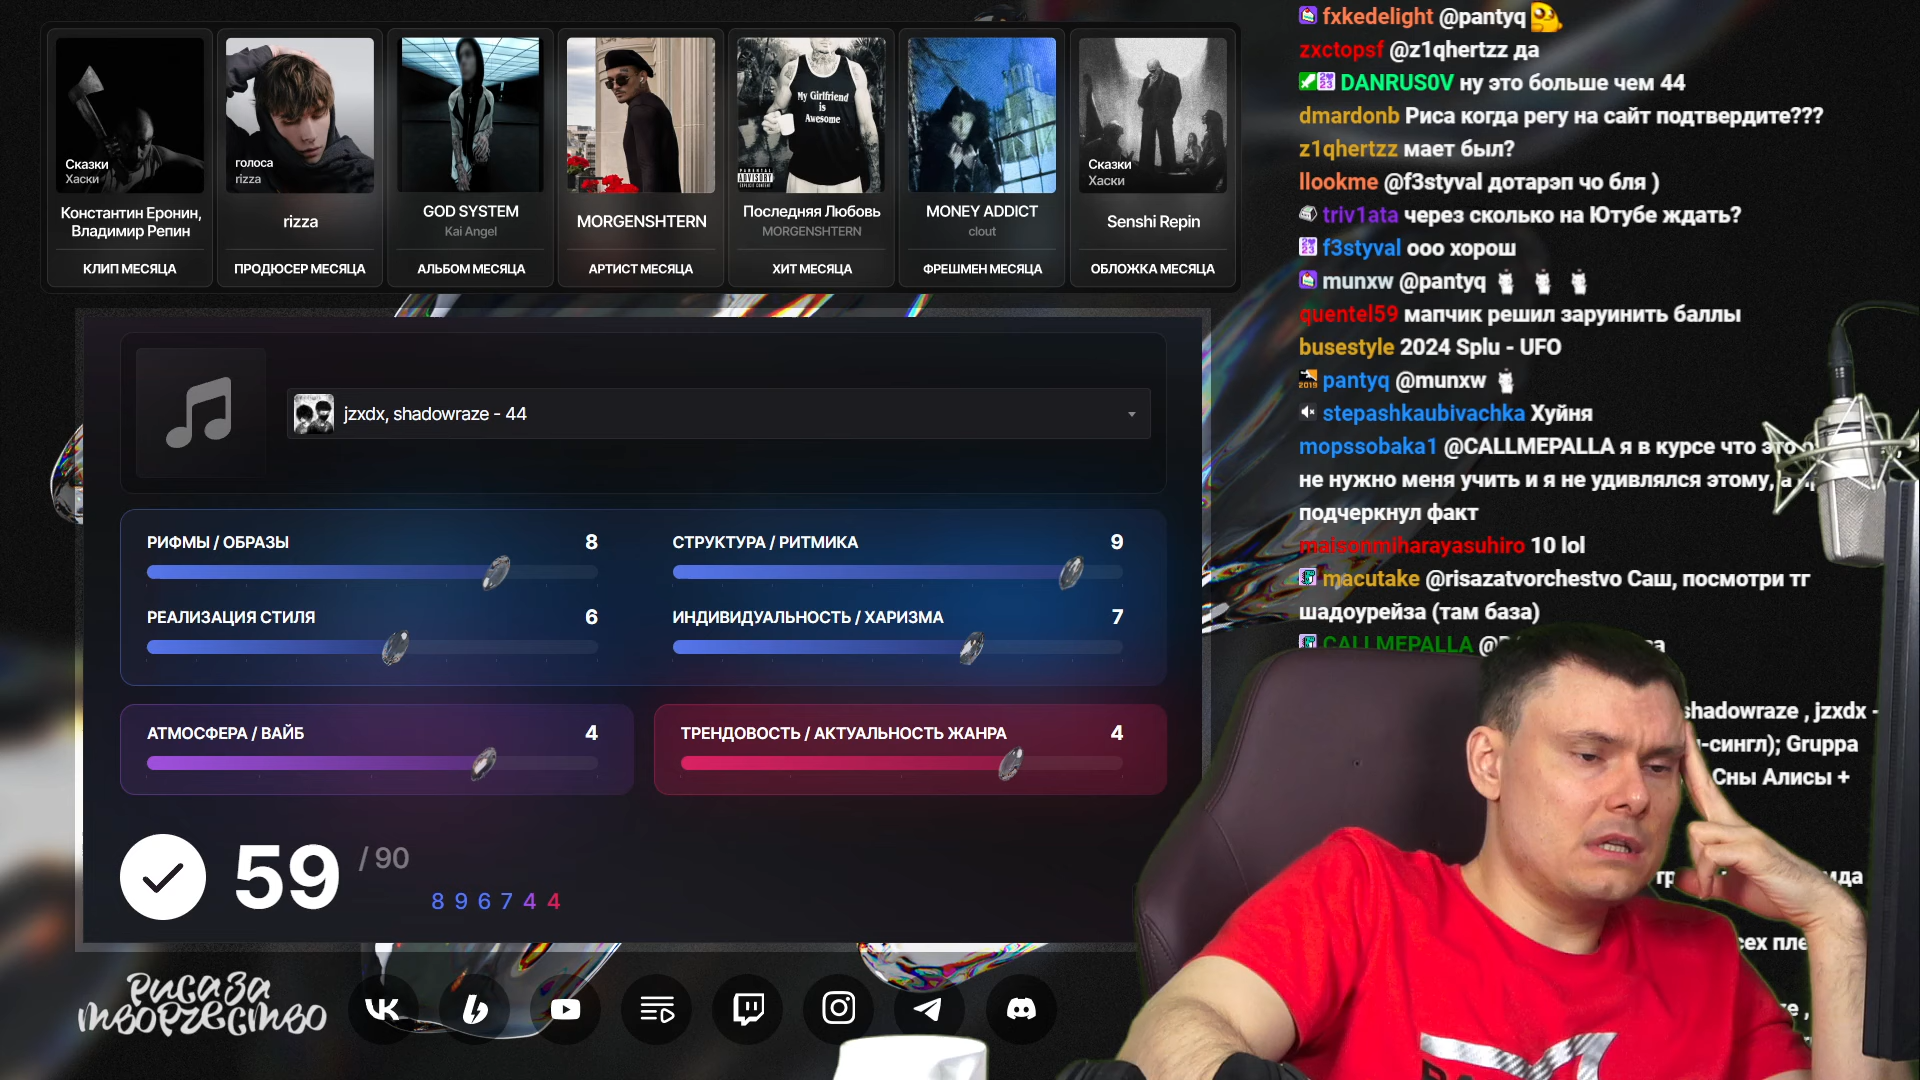 Сказки
Хаски
Константин Еронин,
Владимир Репин
КЛИП МЕСЯЦА
голоса
rizza
rizza
ПРОДЮСЕР МЕСЯЦА
GOD SYSTEM
Kai Angel
АЛЬБОМ МЕСЯЦА
MORGENSHTERN
АРТИСТ МЕСЯЦА
My Girlfriend
is
Awesome
PARENTAL
ADVISORY
EXPLICIT CONTENT
Последняя Любовь
MORGENSHTERN
ХИТ МЕСЯЦА
MONEY ADDICT
clout
ФРЕШМЕН МЕСЯЦА
Сказки
Хаски
Senshi Repin
ОБЛОЖКА МЕСЯЦА
jzxdx, shadowraze - 44
РИФМЫ / ОБРАЗЫ 8
СТРУКТУРА / РИТМИКА 9
РЕАЛИЗАЦИЯ СТИЛЯ 6
ИНДИВИДУАЛЬНОСТЬ / ХАРИЗМА 7
АТМОСФЕРА / ВАЙБ 4
ТРЕНДОВОСТЬ / АКТУАЛЬНОСТЬ ЖАНРА 4
59 / 90
8 9 6 7 4 4
РИСАЗА
ТВОРЧЕСТВО
fxkedelight @pantyq
zxctopsf @z1qhertzz да
DANRUS0V ну это больше чем 44
dmardonb Риса когда регу на сайт подтвердите???
z1qhertzz мает был?
llookme @f3styval дотарэп чо бля )
triv1ata через сколько на Ютубе ждать?
f3styval ооо хорош
munxw @pantyq
quentel59 мапчик решил заруинить баллы
busestyle 2024 Splu - UFO
2019 pantyq @munxw
stepashkaubivachka Хуйня
mopssobaka1 @CALLMEPALLA я в курсе что это
не нужно меня учить и я не удивлялся этому, а
подчеркнул факт
maisonmiharayasuhiro 10 lol
macutake @risazatvorchestvo Саш, посмотри тг
шадоурейза (там база)
CALLMEPALLA
shadowraze , jzxdx -
-сингл); Gruppa
Сны Алисы +